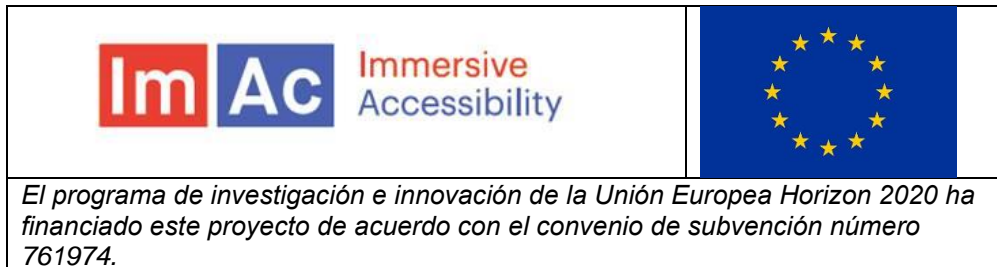 Im Ac Immersive
Accessibility
El programa de investigación e innovación de la Unión Europea Horizon 2020 ha
financiado este proyecto de acuerdo con el convenio de subvención número
761974.